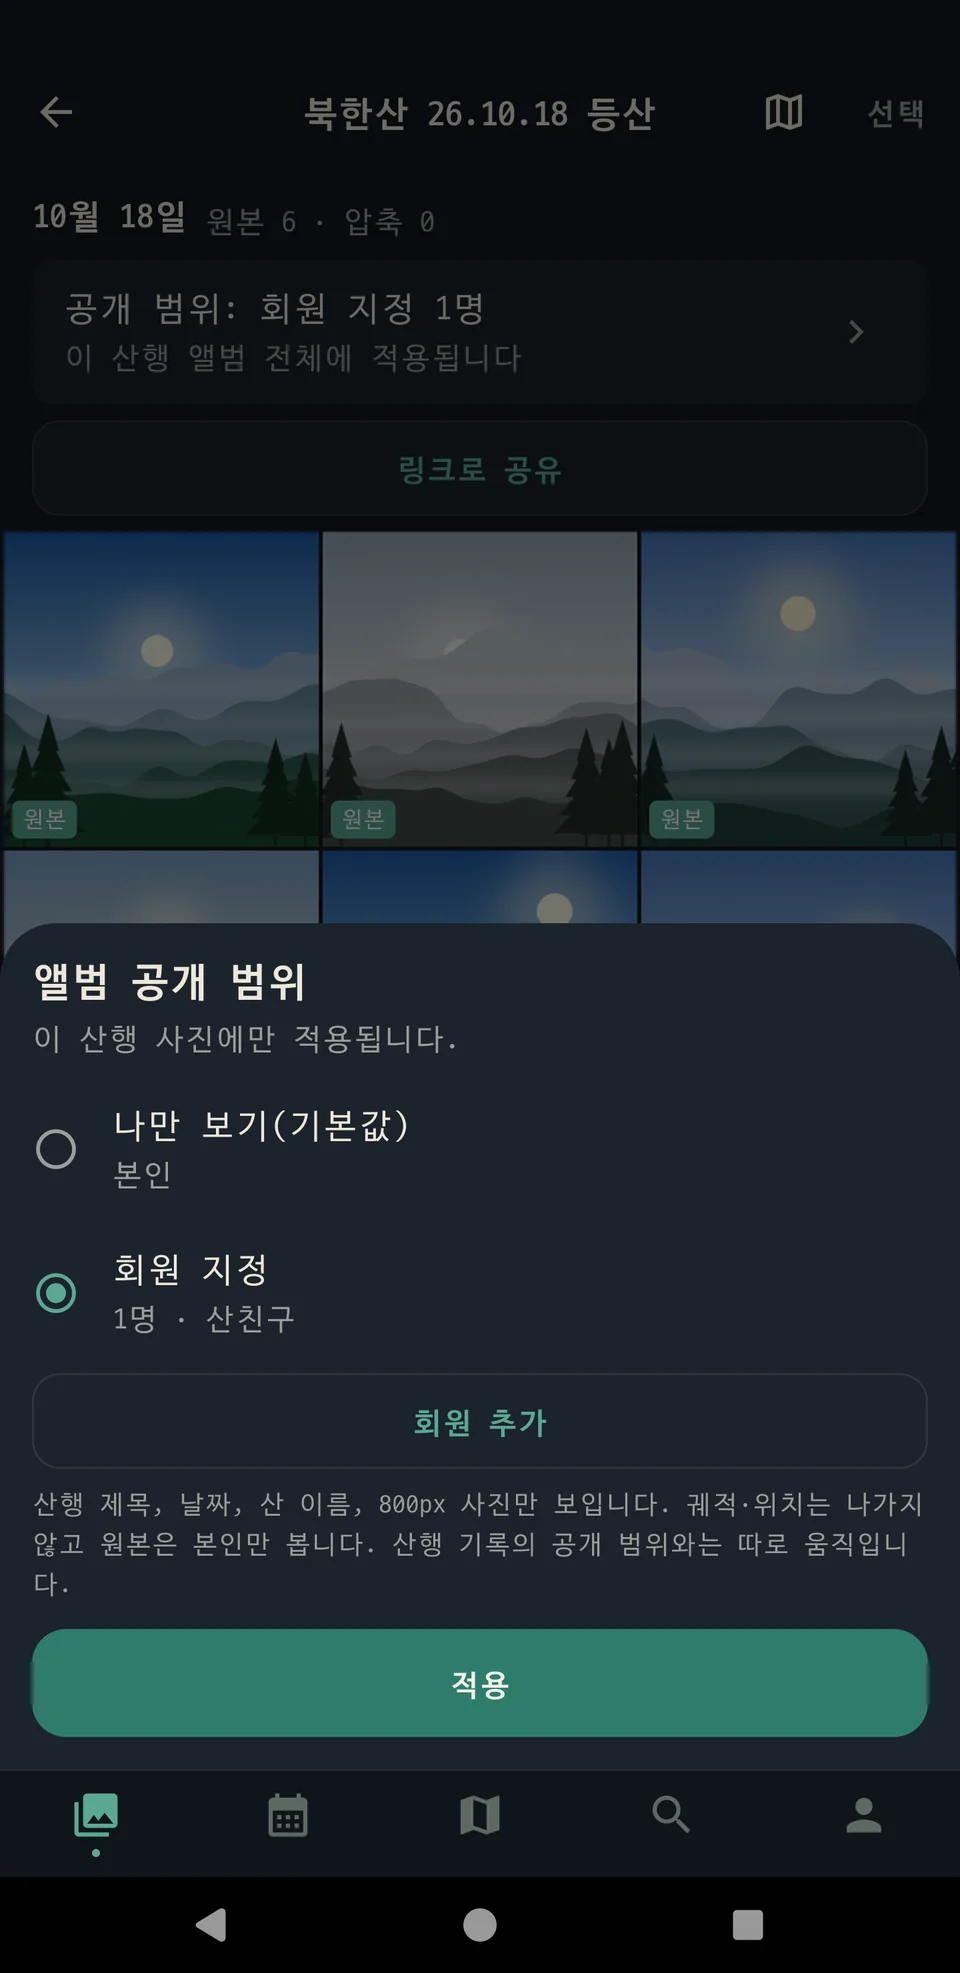 북한산 26.10.18 등산
선택
10월 18일 원본 6 · 압축 0
공개 범위: 회원 지정 1명
이 산행 앨범 전체에 적용됩니다
링크로 공유
원본 원본 원본
앨범 공개 범위
이 산행 사진에만 적용됩니다.
나만 보기(기본값)
본인
회원 지정
1명 · 산친구
회원 추가
산행 제목, 날짜, 산 이름, 800px 사진만 보입니다. 궤적·위치는 나가지
않고 원본은 본인만 봅니다. 산행 기록의 공개 범위와는 따로 움직입니
다.
적용